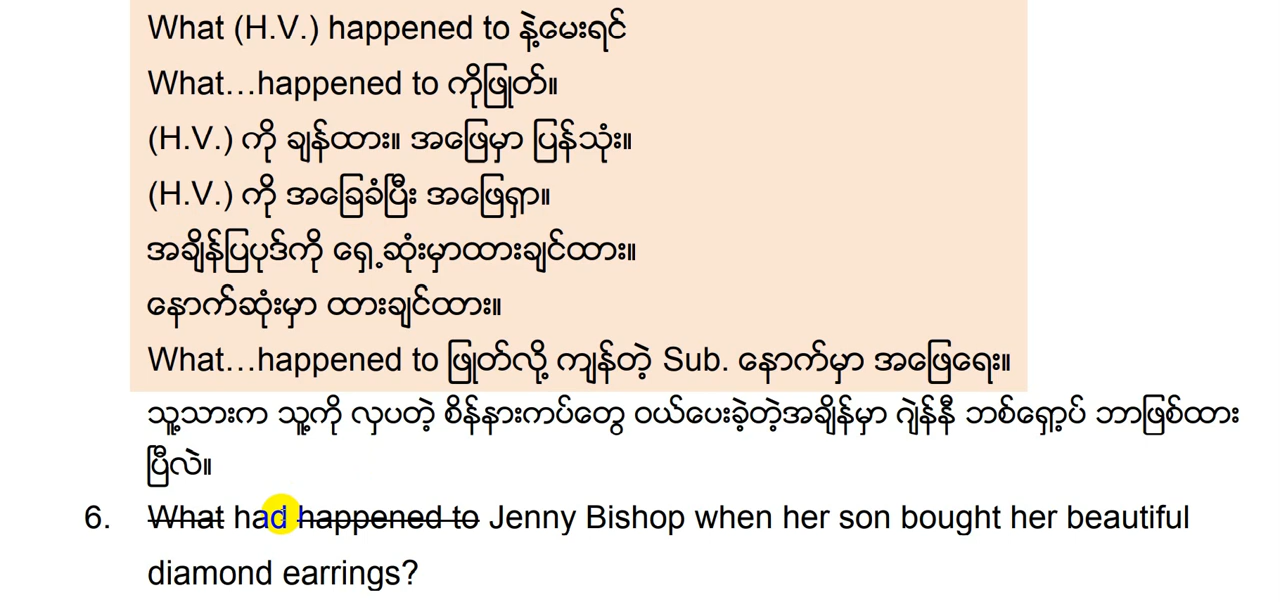 What (H.V.) happened to နဲ့မေးရင်
What…happened to ကိုဖြုတ်။
(H.V.) ကို ချန်ထား။ အဖြေမှာ ပြန်သုံး။
(H.V.) ကို အခြေခံပြီး အဖြေရှာ။
အချိန်ပြပုဒ်ကို ရှေ့ဆုံးမှာထားချင်ထား။
နောက်ဆုံးမှာ ထားချင်ထား။
What…happened to ဖြုတ်လို့ ကျန်တဲ့ Sub. နောက်မှာ အဖြေရေး။
သူ့သားက သူ့ကို လှပတဲ့ စိန်နားကပ်တွေ ဝယ်ပေးခဲ့တဲ့အချိန်မှာ ဂျဲန်နီ ဘစ်ရှော့ပ် ဘာဖြစ်ထား
ပြီလဲ။
6. What had happened to Jenny Bishop when her son bought her beautiful
diamond earrings?